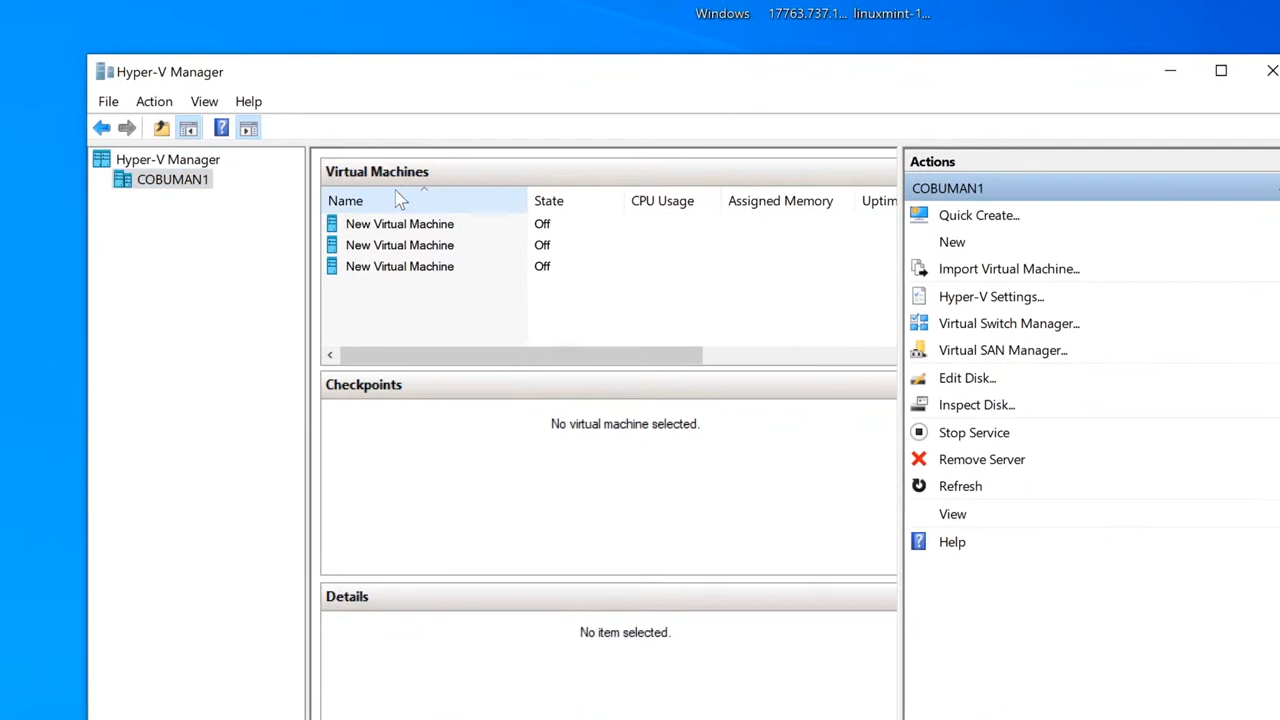 Windows 17763.737.1... linuxmint-1...
Hyper-V Manager
File Action View Help
Hyper-V Manager
COBUMAN1
Virtual Machines
Name State CPU Usage Assigned Memory Uptim
New Virtual Machine Off
New Virtual Machine Off
New Virtual Machine Off
Checkpoints
No virtual machine selected.
Details
No item selected.
Actions
COBUMAN1
Quick Create...
New
Import Virtual Machine...
Hyper-V Settings...
Virtual Switch Manager...
Virtual SAN Manager...
Edit Disk...
Inspect Disk...
Stop Service
Remove Server
Refresh
View
Help